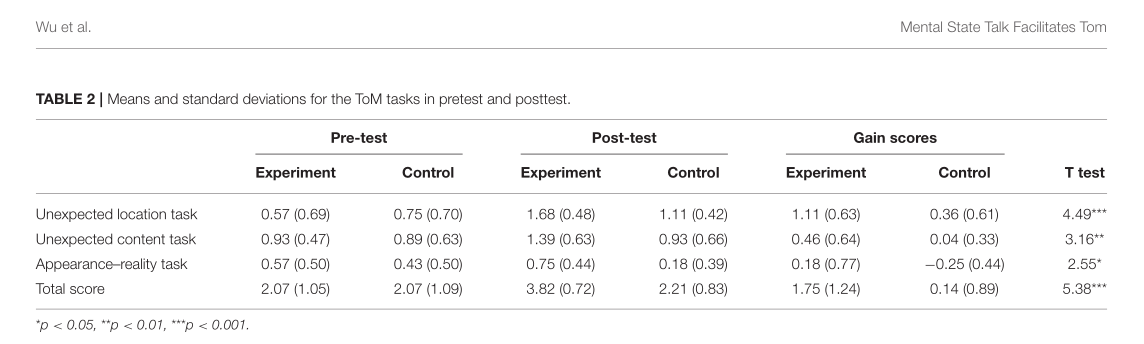 Wu et al. Mental State Talk Facilitates Tom
TABLE 2 | Means and standard deviations for the ToM tasks in pretest and posttest.
Pre-test Post-test Gain scores
Experiment Control Experiment Control Experiment Control T test
Unexpected location task 0.57 (0.69) 0.75 (0.70) 1.68 (0.48) 1.11 (0.42) 1.11 (0.63) 0.36 (0.61) 4.49***
Unexpected content task 0.93 (0.47) 0.89 (0.63) 1.39 (0.63) 0.93 (0.66) 0.46 (0.64) 0.04 (0.33) 3.16**
Appearance–reality task 0.57 (0.50) 0.43 (0.50) 0.75 (0.44) 0.18 (0.39) 0.18 (0.77) −0.25 (0.44) 2.55*
Total score 2.07 (1.05) 2.07 (1.09) 3.82 (0.72) 2.21 (0.83) 1.75 (1.24) 0.14 (0.89) 5.38***
*p < 0.05, **p < 0.01, ***p < 0.001.